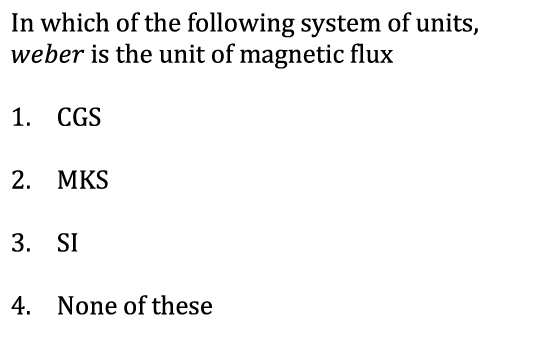 In which of the following system of units,
weber is the unit of magnetic flux
1. CGS
2. MKS
3. SI
4. None of these